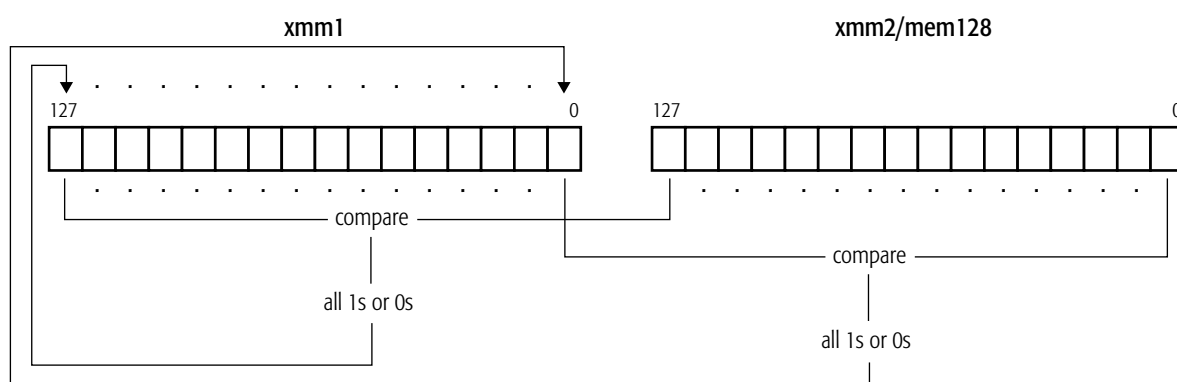 xmm1 xmm2/mem128
127 0 127 0
compare
compare
all 1s or 0s
all 1s or 0s